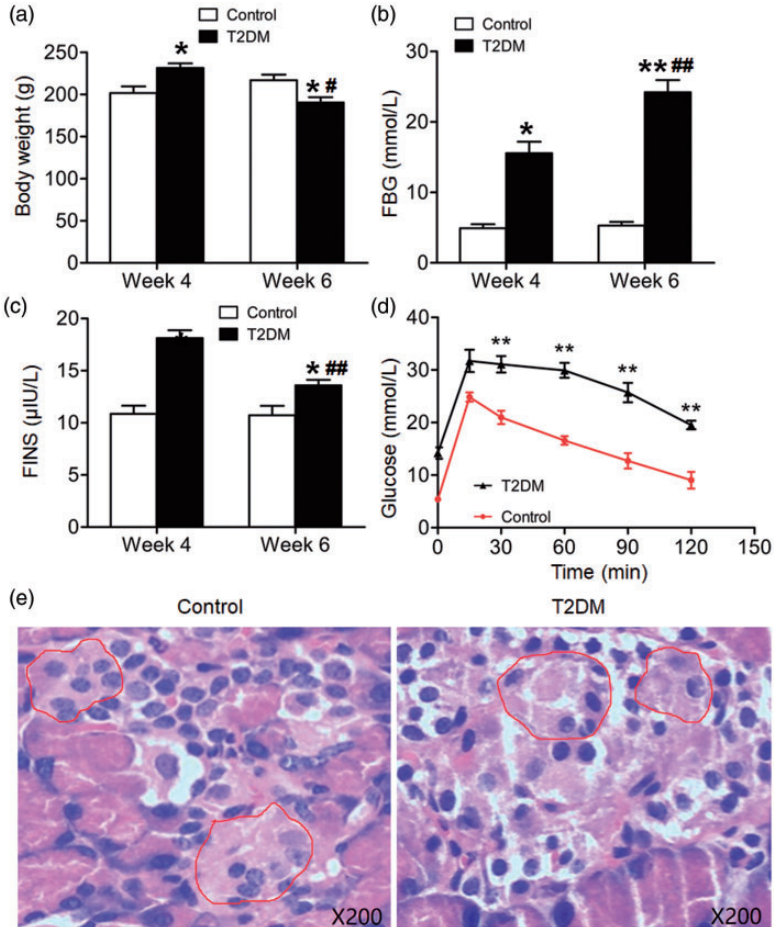 (a)
Control
T2DM
Body weight (g)
250
200
150
100
50
0
*
* #
Week 4
Week 6
(b)
Control
T2DM
FBG (mmol/L)
30
20
10
0
*
** ##
Week 4
Week 6
(c)
Control
T2DM
FINS (μIU/L)
20
15
10
5
0
*
* ##
Week 4
Week 6
(d)
Glucose (mmol/L)
40
30
20
10
0
**
**
**
**
T2DM
Control
0
30
60
90
120
150
Time (min)
(e)
Control
T2DM
X200
X200